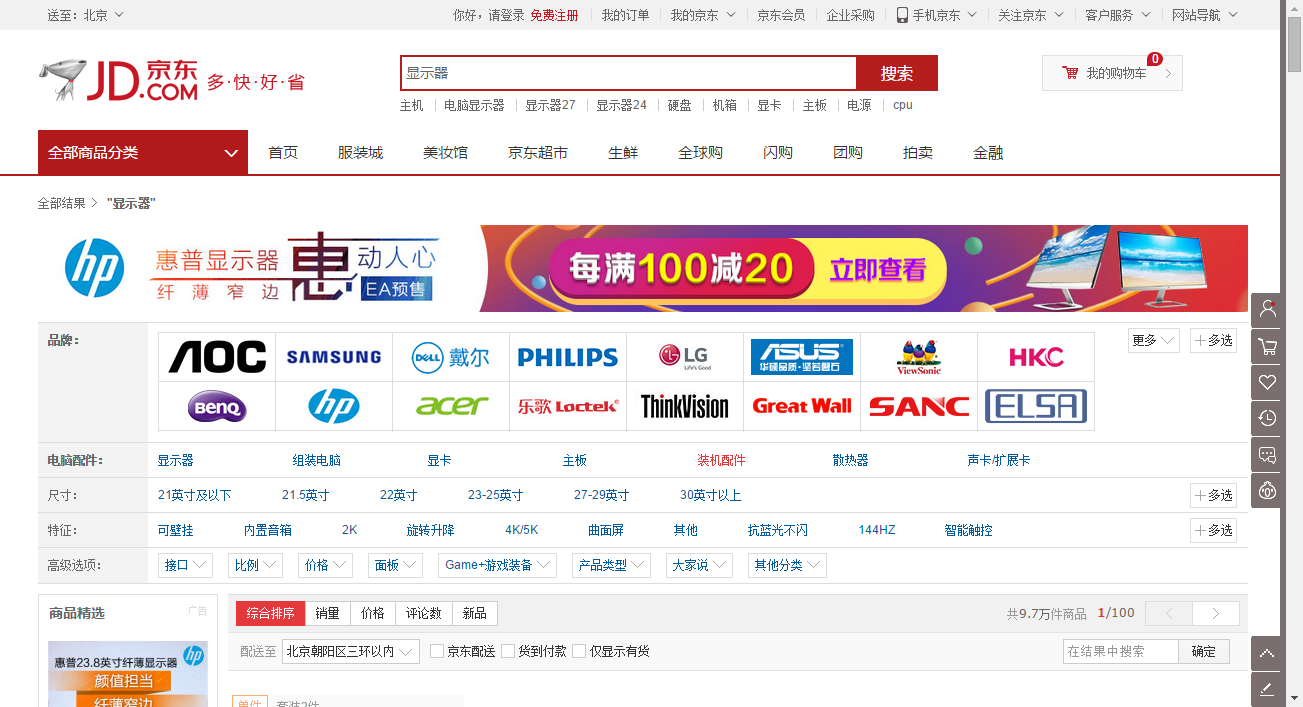 送至：北京 你好，请登录 免费注册 我的订单 我的京东 京东会员 企业采购 手机京东 关注京东 客户服务 网站导航
JD.COM 京东 多·快·好·省
显示器 搜索 0 我的购物车
主机 电脑显示器 显示器27 显示器24 硬盘 机箱 显卡 主板 电源 cpu
全部商品分类 首页 服装城 美妆馆 京东超市 生鲜 全球购 闪购 团购 拍卖 金融
全部结果 > "显示器"
hp 惠普显示器 惠 动人心 每满100减20 立即查看
纤薄窄边 EA预售
品牌： AOC SAMSUNG DELL 戴尔 PHILIPS LG Life's Good ASUS 华硕品质·坚若磐石 ViewSonic HKC 更多 多选
BenQ hp acer 乐歌 Loctek ThinkVision Great Wall SANC ELSA
电脑配件： 显示器 组装电脑 显卡 主板 装机配件 散热器 声卡/扩展卡
尺寸： 21英寸及以下 21.5英寸 22英寸 23-25英寸 27-29英寸 30英寸以上 多选
特征： 可壁挂 内置音箱 2K 旋转升降 4K/5K 曲面屏 其他 抗蓝光不闪 144HZ 智能触控 多选
高级选项： 接口 比例 价格 面板 Game+游戏装备 产品类型 大家说 其他分类
商品精选 广告 综合排序 销量 价格 评论数 新品 共9.7万件商品 1/100 < >
配送至 北京朝阳区三环以内 京东配送 货到付款 仅显示有货 在结果中搜索 确定
惠普23.8英寸纤薄显示器 hp
颜值担当
纤薄窄边
单件 套装2件